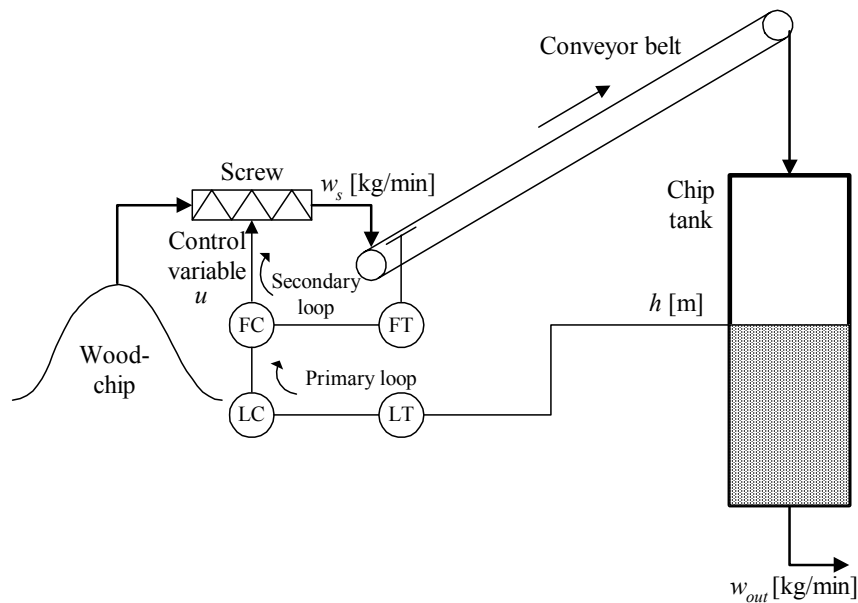 Conveyor belt
Screw
w_s [kg/min]
Chip
tank
Control
variable
u
Secondary
loop
h [m]
FC
FT
Wood-
chip
Primary loop
LC
LT
w_out [kg/min]